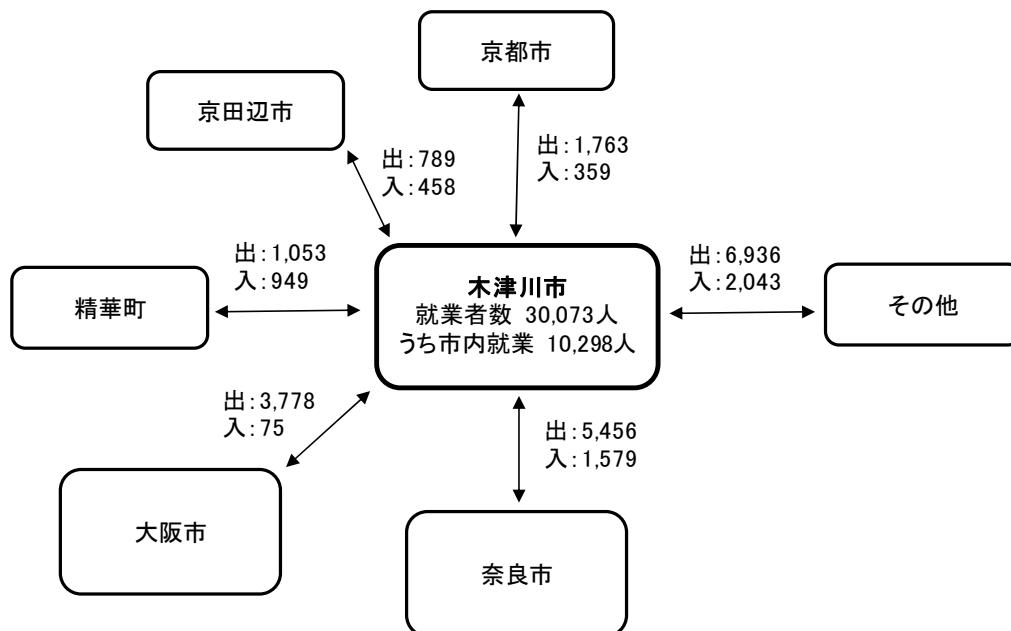 京都市
京田辺市
出:1,763
入:359
出:789
入:458
出:1,053
入:949
出:6,936
入:2,043
精華町
木津川市
就業者数 30,073人
うち市内就業 10,298人
その他
出:3,778
入:75
出:5,456
入:1,579
大阪市
奈良市